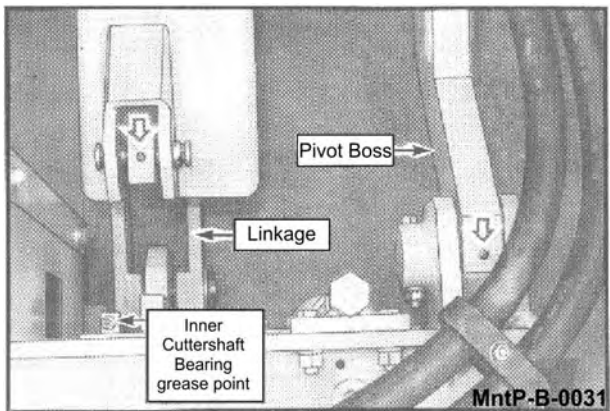 Pivot Boss
Linkage
Inner
Cuttershaft
Bearing
grease point
MntP-B-0031